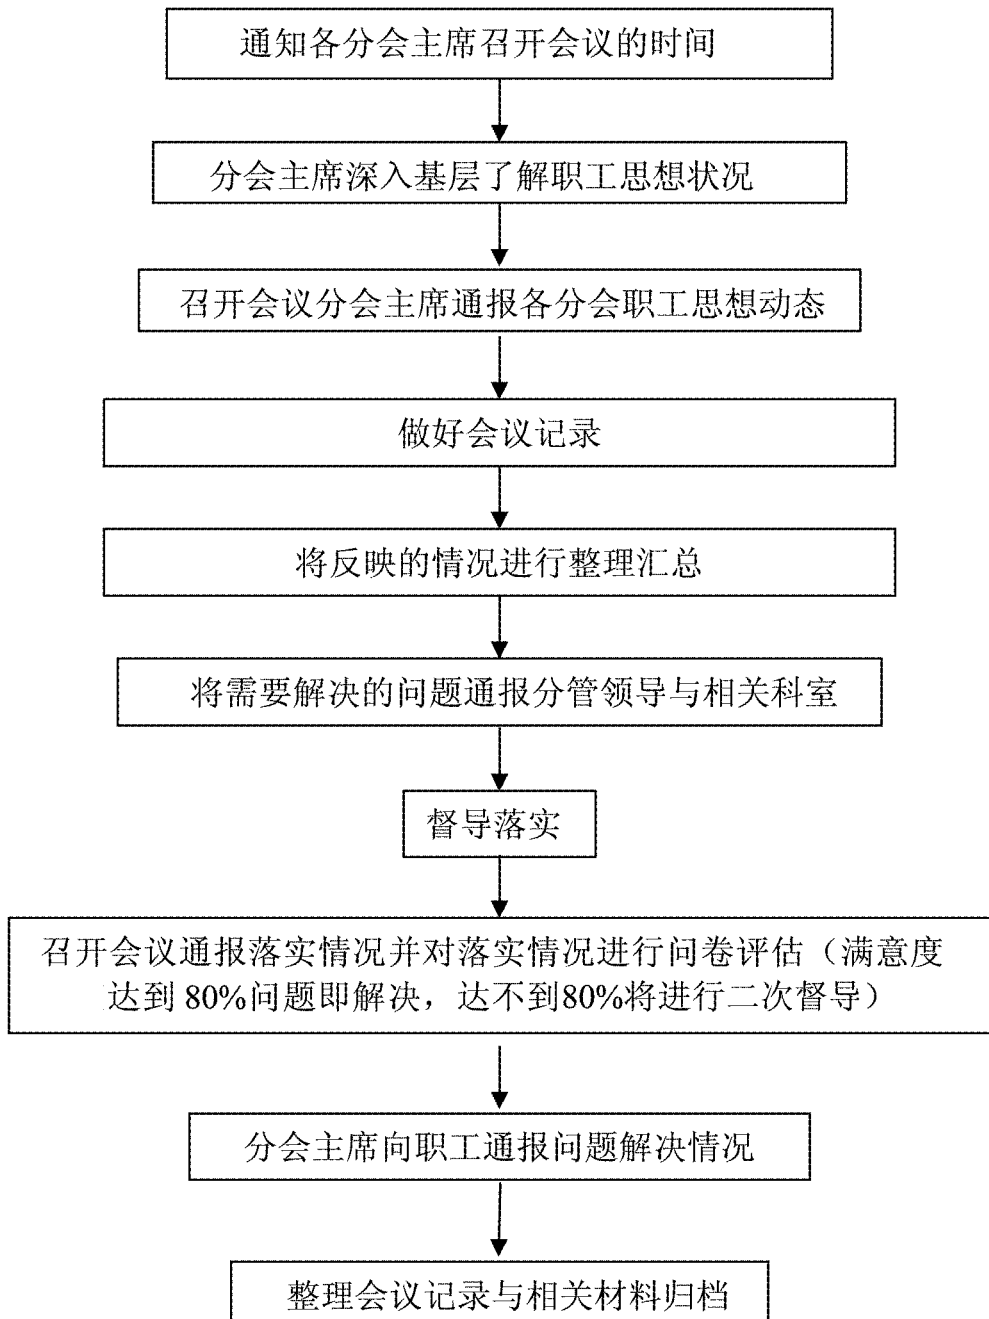 通知各分会主席召开会议的时间
分会主席深入基层了解职工思想状况
召开会议分会主席通报各分会职工思想动态
做好会议记录
将反映的情况进行整理汇总
将需要解决的问题通报分管领导与相关科室
督导落实
召开会议通报落实情况并对落实情况进行问卷评估（满意度
达到 80%问题即解决，达不到80%将进行二次督导）
分会主席向职工通报问题解决情况
整理会议记录与相关材料归档